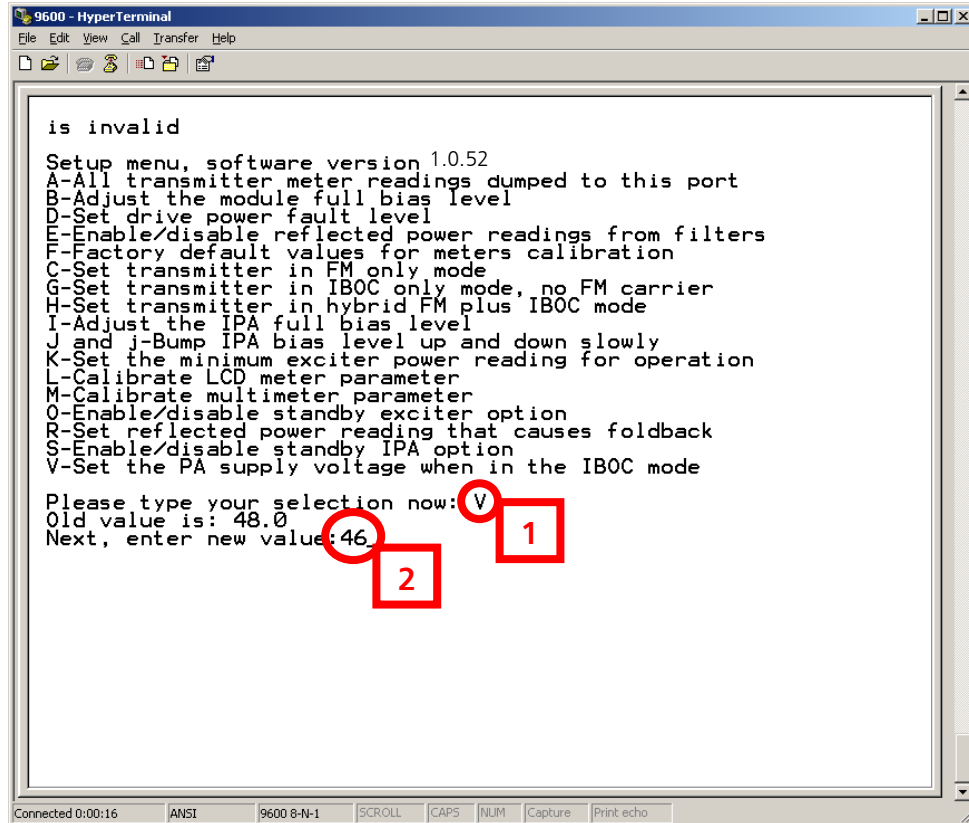 9600 - HyperTerminal
File Edit View Call Transfer Help
is invalid
Setup menu, software version 1.0.52
A-All transmitter meter readings dumped to this port
B-Adjust the module full bias level
D-Set drive power fault level
E-Enable/disable reflected power readings from filters
F-Factory default values for meters calibration
C-Set transmitter in FM only mode
G-Set transmitter in IBOC only mode, no FM carrier
H-Set transmitter in hybrid FM plus IBOC mode
I-Adjust the IPA full bias level
J and j-Bump IPA bias level up and down slowly
K-Set the minimum exciter power reading for operation
L-Calibrate LCD meter parameter
M-Calibrate multimeter parameter
O-Enable/disable standby exciter option
R-Set reflected power reading that causes foldback
S-Enable/disable standby IPA option
V-Set the PA supply voltage when in the IBOC mode
Please type your selection now: V
Old value is: 48.0
1
Next, enter new value:46_
2
Connected 0:00:16 ANSI 9600 8-N-1 SCROLL CAPS NUM Capture Print echo